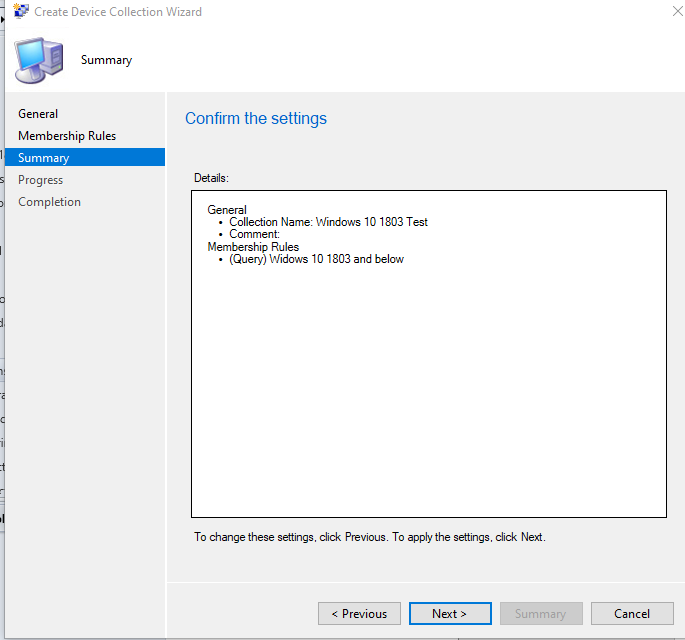 Create Device Collection Wizard
Summary
General
Membership Rules
Summary
Progress
Completion
Confirm the settings
Details:
General
• Collection Name: Windows 10 1803 Test
• Comment:
Membership Rules
• (Query) Widows 10 1803 and below
To change these settings, click Previous. To apply the settings, click Next.
< Previous
Next >
Summary
Cancel